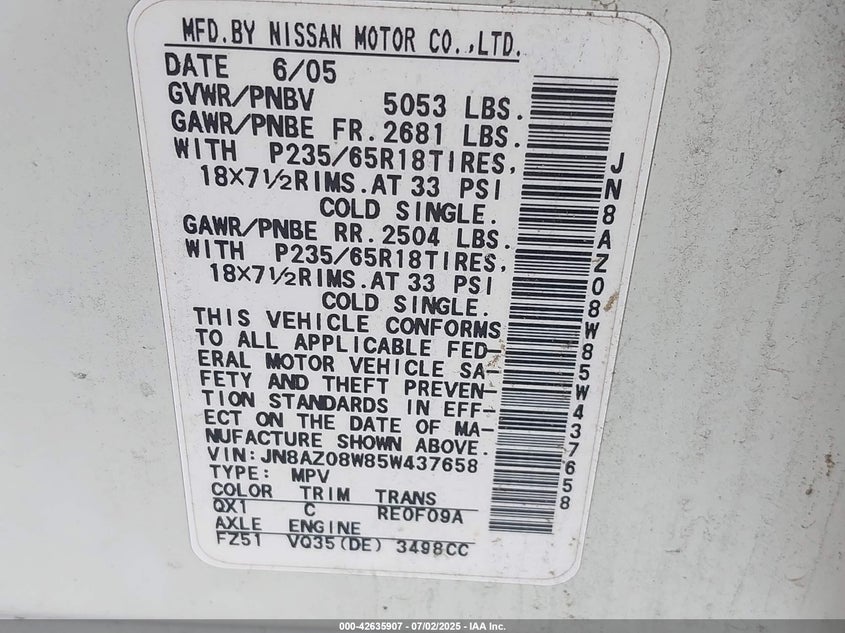 MFD.BY NISSAN MOTOR CO.,LTD.
DATE 6/05
GVWR/PNBV 5053 LBS.
GAWR/PNBE FR.2681 LBS.
WITH P235/65R18TIRES,
18X7 1/2RIMS.AT 33 PSI
COLD SINGLE.
GAWR/PNBE RR.2504 LBS.
WITH P235/65R18TIRES,
18X7 1/2RIMS.AT 33 PSI
COLD SINGLE.
THIS VEHICLE CONFORMS
TO ALL APPLICABLE FED-
ERAL MOTOR VEHICLE SA-
FETY AND THEFT PREVEN-
TION STANDARDS IN EFF-
ECT ON THE DATE OF MA-
NUFACTURE SHOWN ABOVE.
VIN:JN8AZ08W85W437658
TYPE: MPV
COLOR TRIM TRANS
QX1 C RE0F09A
AXLE ENGINE
FZ51 VQ35(DE) 3498CC
JN8AZ08W85W437658
000-42635907 - 07/02/2025 - IAA Inc.